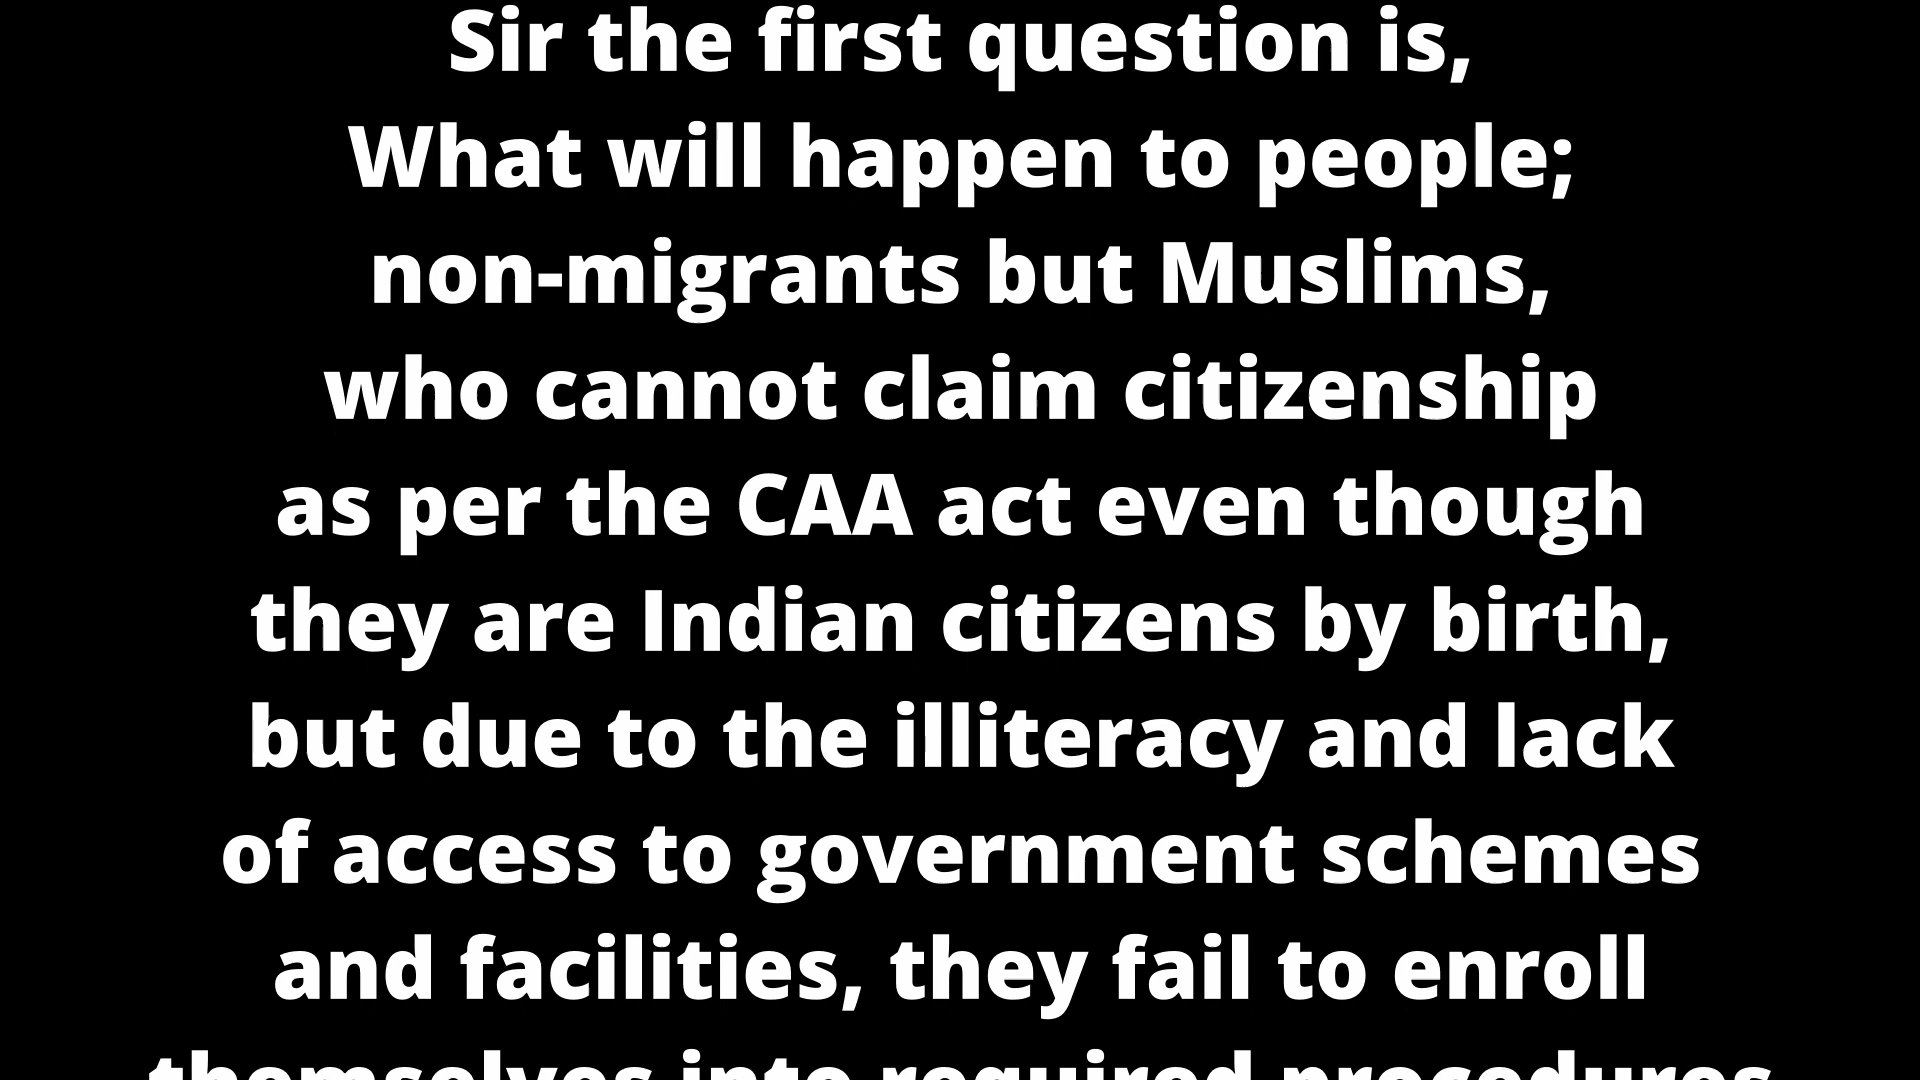 Sir the first question is,
What will happen to people;
non-migrants but Muslims,
who cannot claim citizenship
as per the CAA act even though
they are Indian citizens by birth,
but due to the illiteracy and lack
of access to government schemes
and facilities, they fail to enroll
themselves into required procedures